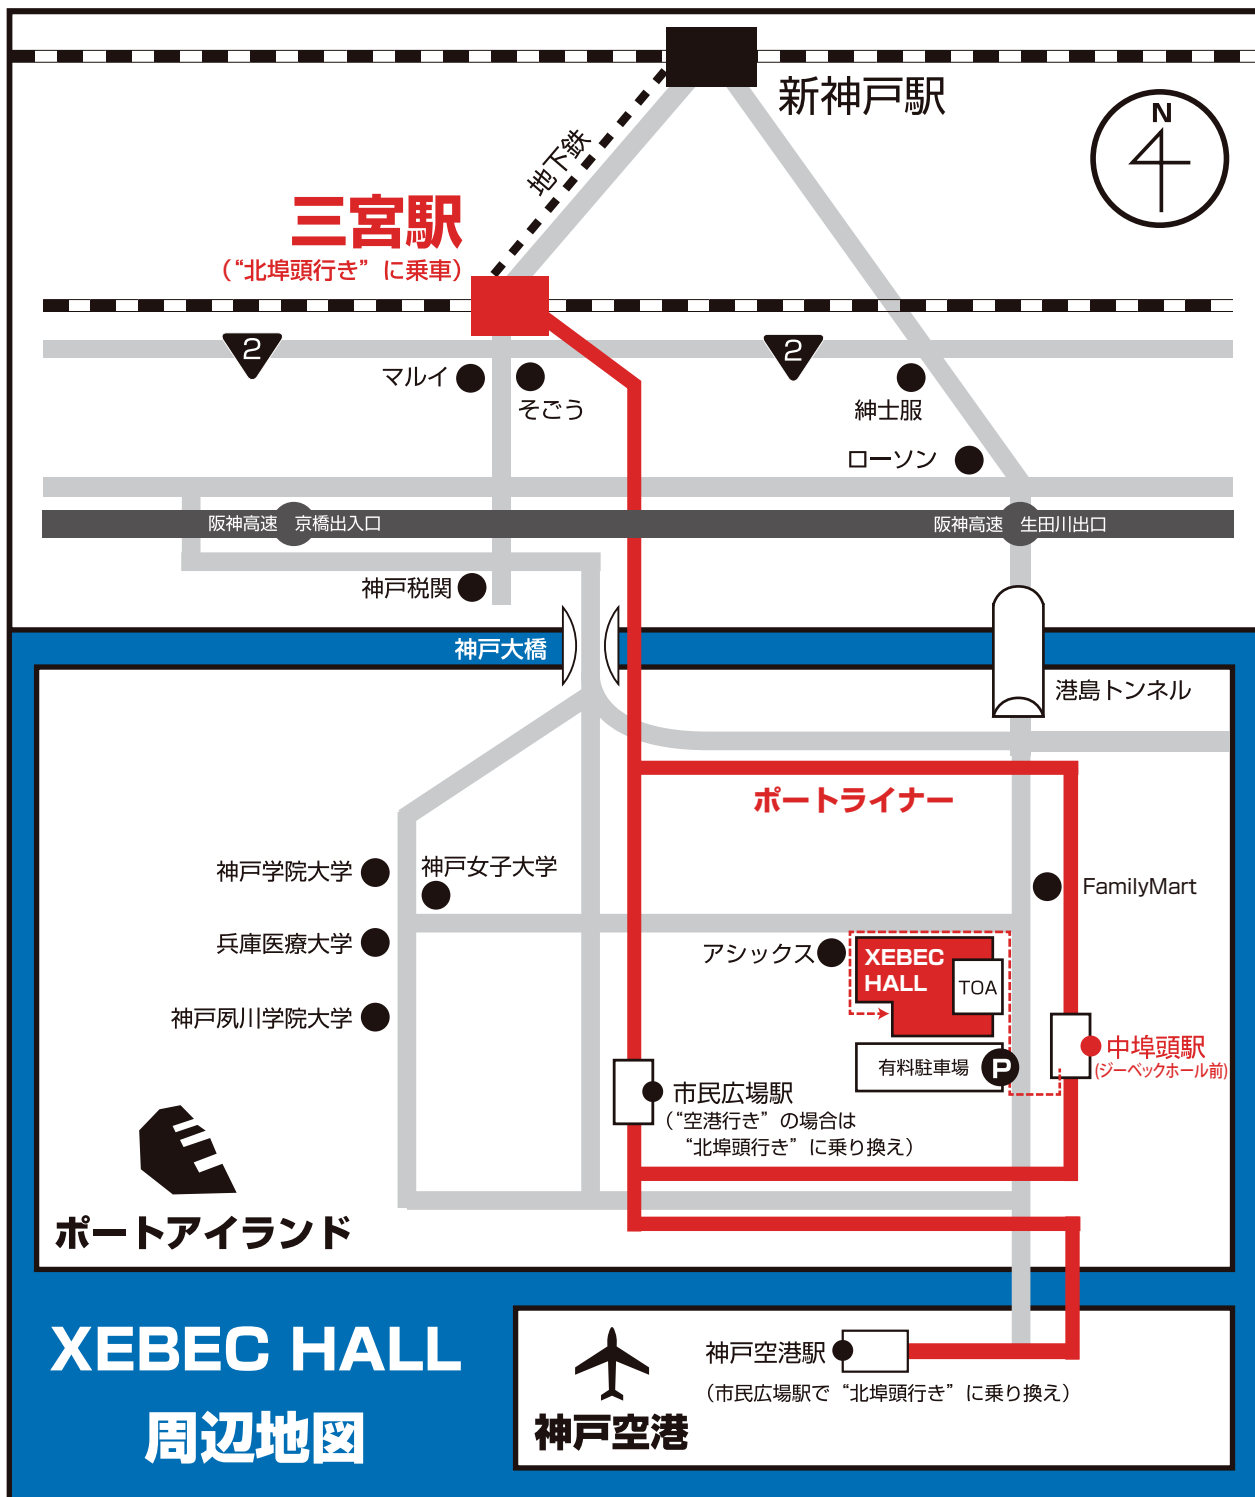 新神戸駅
N
地下鉄
三宮駅
（“北埠頭行き”に乗車）
2
2
マルイ
そごう
紳士服
ローソン
阪神高速 京橋出入口
阪神高速 生田川出口
神戸税関
神戸大橋
港島トンネル
ポートライナー
神戸学院大学
神戸女子大学
FamilyMart
兵庫医療大学
アシックス
XEBEC
HALL
TOA
神戸夙川学院大学
中埠頭駅
(ジーベックホール前)
有料駐車場
P
市民広場駅
（“空港行き”の場合は
“北埠頭行き”に乗り換え）
ポートアイランド
XEBEC HALL
周辺地図
神戸空港駅
（市民広場駅で“北埠頭行き”に乗り換え）
神戸空港